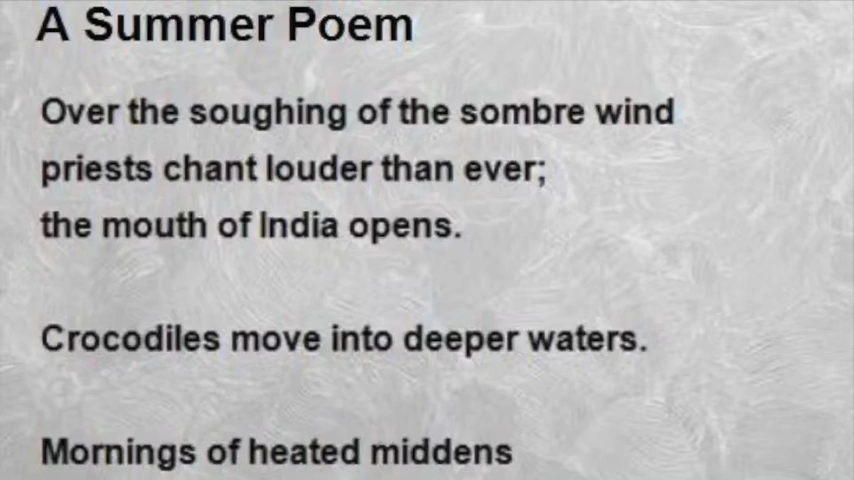 A Summer Poem
Over the soughing of the sombre wind
priests chant louder than ever;
the mouth of India opens.
Crocodiles move into deeper waters.
Mornings of heated middens